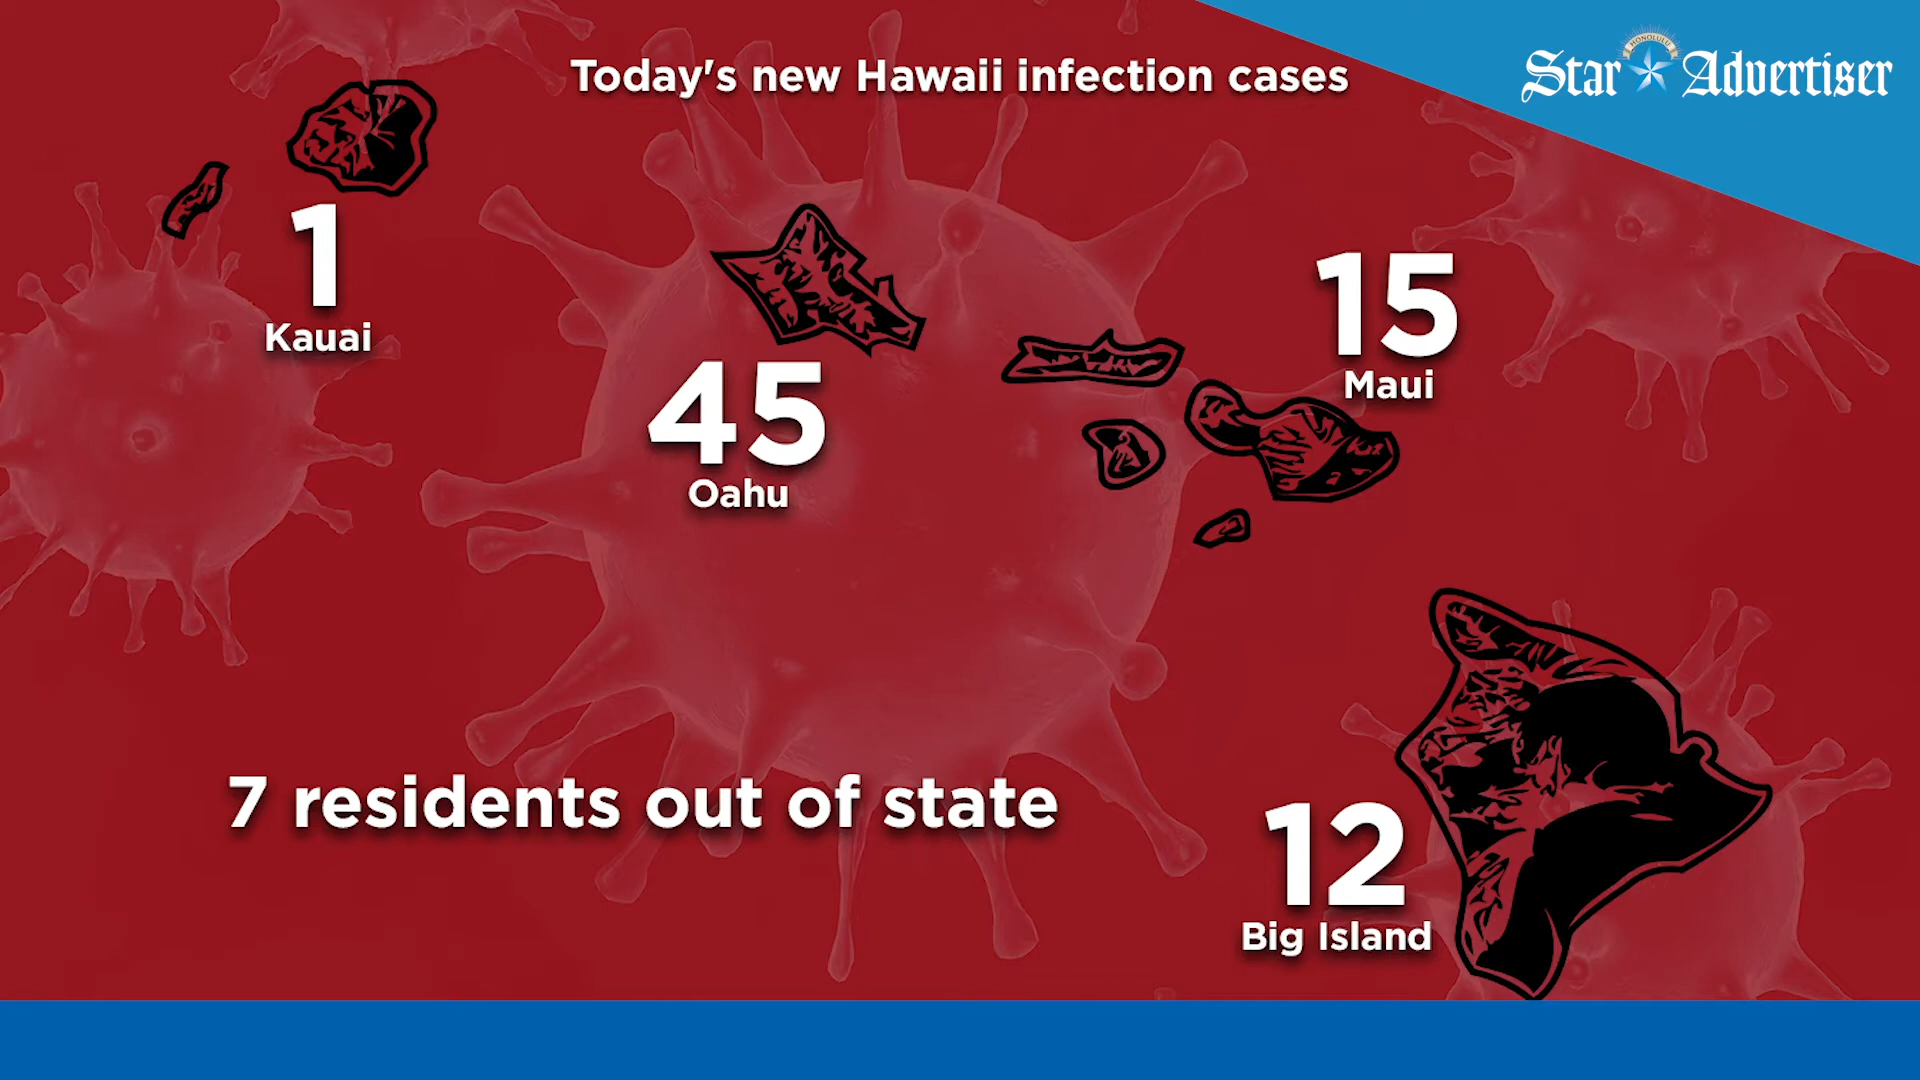 Today's new Hawaii infection cases
HONOLULU
Star Advertiser
1
Kauai
45
Oahu
15
Maui
7 residents out of state
12
Big Island